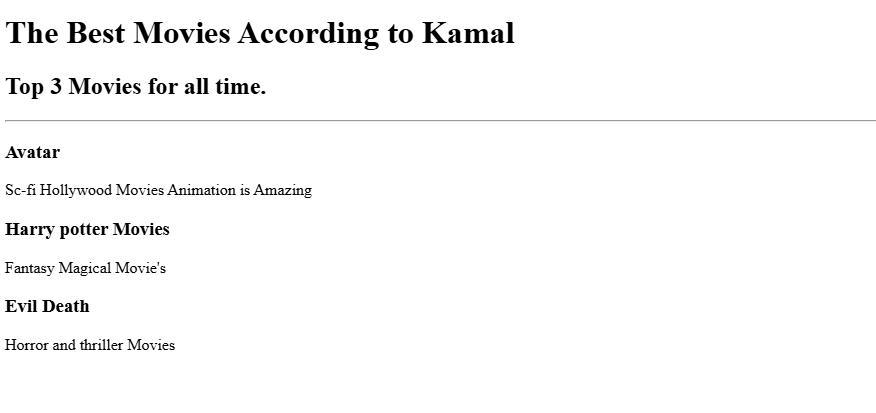 The Best Movies According to Kamal
Top 3 Movies for all time.
Avatar
Sc-fi Hollywood Movies Animation is Amazing
Harry potter Movies
Fantasy Magical Movie's
Evil Death
Horror and thriller Movies